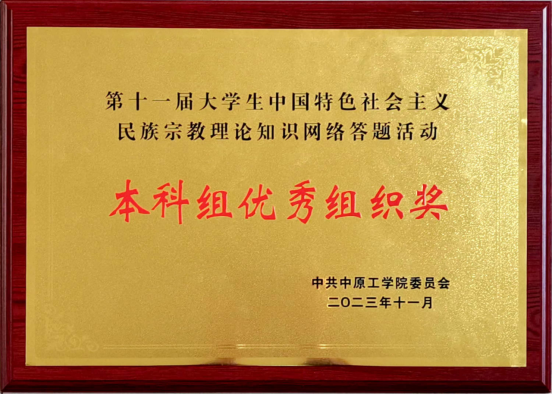 第十一届大学生中国特色社会主义
民族宗教理论知识网络答题活动
本科组优秀组织奖
中共中原工学院委员会
二〇二三年十一月